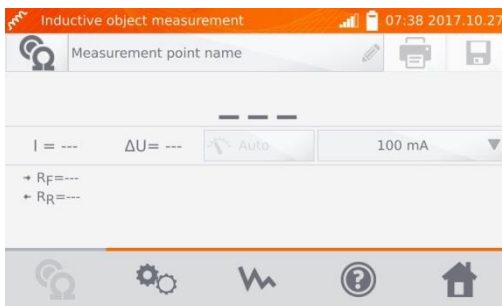 Inductive object measurement 07:38 2017.10.27
Measurement point name
---
I = --- ΔU= --- Auto 100 mA
→ RF=---
← RR=---